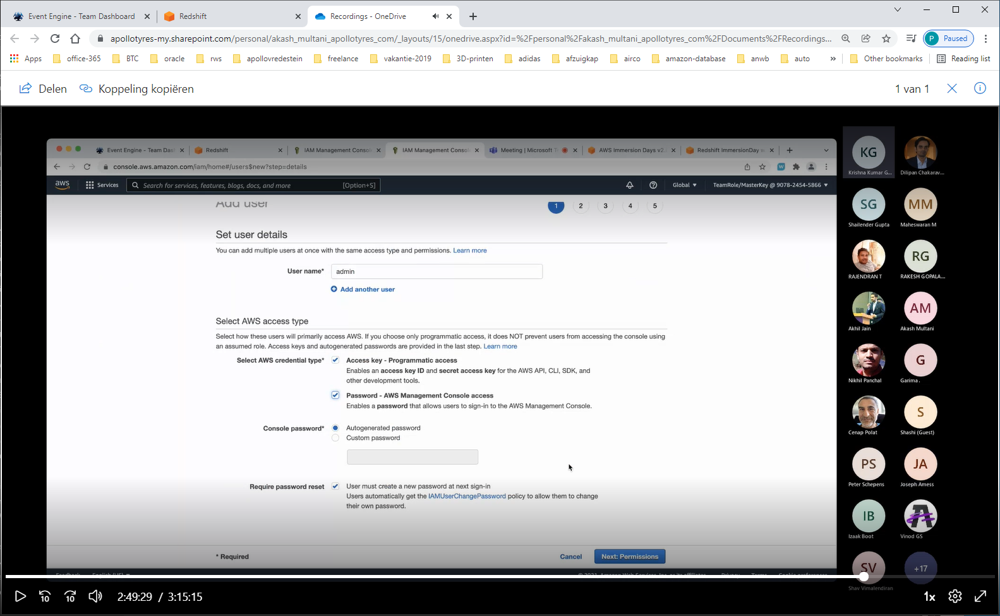 Event Engine - Team Dashboard
Redshift
Recordings - OneDrive
apollotyres-my.sharepoint.com/personal/akash_multani_apollotyres_com/_layouts/15/onedrive.aspx?id=%2Fpersonal%2Fakash_multani_apollotyres_com%2FDocuments%2FRecordings...
P Paused
Apps office-365 BTC oracle rws apollovredestein freelance vakantie-2019 3D-printen adidas afzuigkap airco amazon-database anwb auto » Other bookmarks Reading list
Delen Koppeling kopiëren 1 van 1
Event Engine - Team Das
Redshift
IAM Management Conso
IAM Management Conso
Meeting | Microsoft T
AWS Immersion Days v2.
Redshift ImmersionDay w
console.aws.amazon.com/iam/home#/users$new?step=details
aws Services Search for services, features, blogs, docs, and more [Option+S] Global TeamRole/MasterKey @ 9078-2454-5866
Add user 1 2 3 4 5
Set user details
You can add multiple users at once with the same access type and permissions. Learn more
User name* admin
Add another user
Select AWS access type
Select how these users will primarily access AWS. If you choose only programmatic access, it does NOT prevent users from accessing the console using
an assumed role. Access keys and autogenerated passwords are provided in the last step. Learn more
Select AWS credential type* Access key - Programmatic access
Enables an access key ID and secret access key for the AWS API, CLI, SDK, and
other development tools.
Password - AWS Management Console access
Enables a password that allows users to sign-in to the AWS Management Console.
Console password* Autogenerated password
Custom password
Require password reset User must create a new password at next sign-in
Users automatically get the IAMUserChangePassword policy to allow them to change
their own password.
* Required Cancel Next: Permissions
KG
Krishna Kumar G... Dilipan Chakarav...
SG MM
Shailender Gupta Maheswaran M
RG
RAJENDRAN T RAKESH GOPALA...
AM
Akhil Jain Akash Multani
G
Nikhil Panchal Garima .
S
Cenap Polat Shashi (Guest)
PS JA
Peter Schepens Joseph Amess
IB
Izaak Boot Vinod GS
SV +17
Shav Vimalendiran
10 10 2:49:29 / 3:15:15 1x